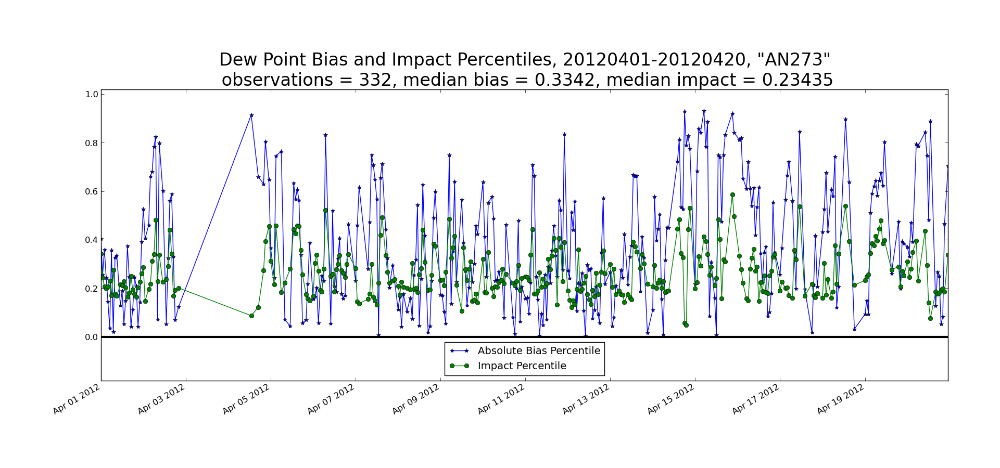 Dew Point Bias and Impact Percentiles, 20120401-20120420, "AN273"
observations = 332, median bias = 0.3342, median impact = 0.23435
1.0
0.8
0.6
0.4
0.2
0.0
Absolute Bias Percentile
Impact Percentile
Apr 01 2012
Apr 03 2012
Apr 05 2012
Apr 07 2012
Apr 09 2012
Apr 11 2012
Apr 13 2012
Apr 15 2012
Apr 17 2012
Apr 19 2012